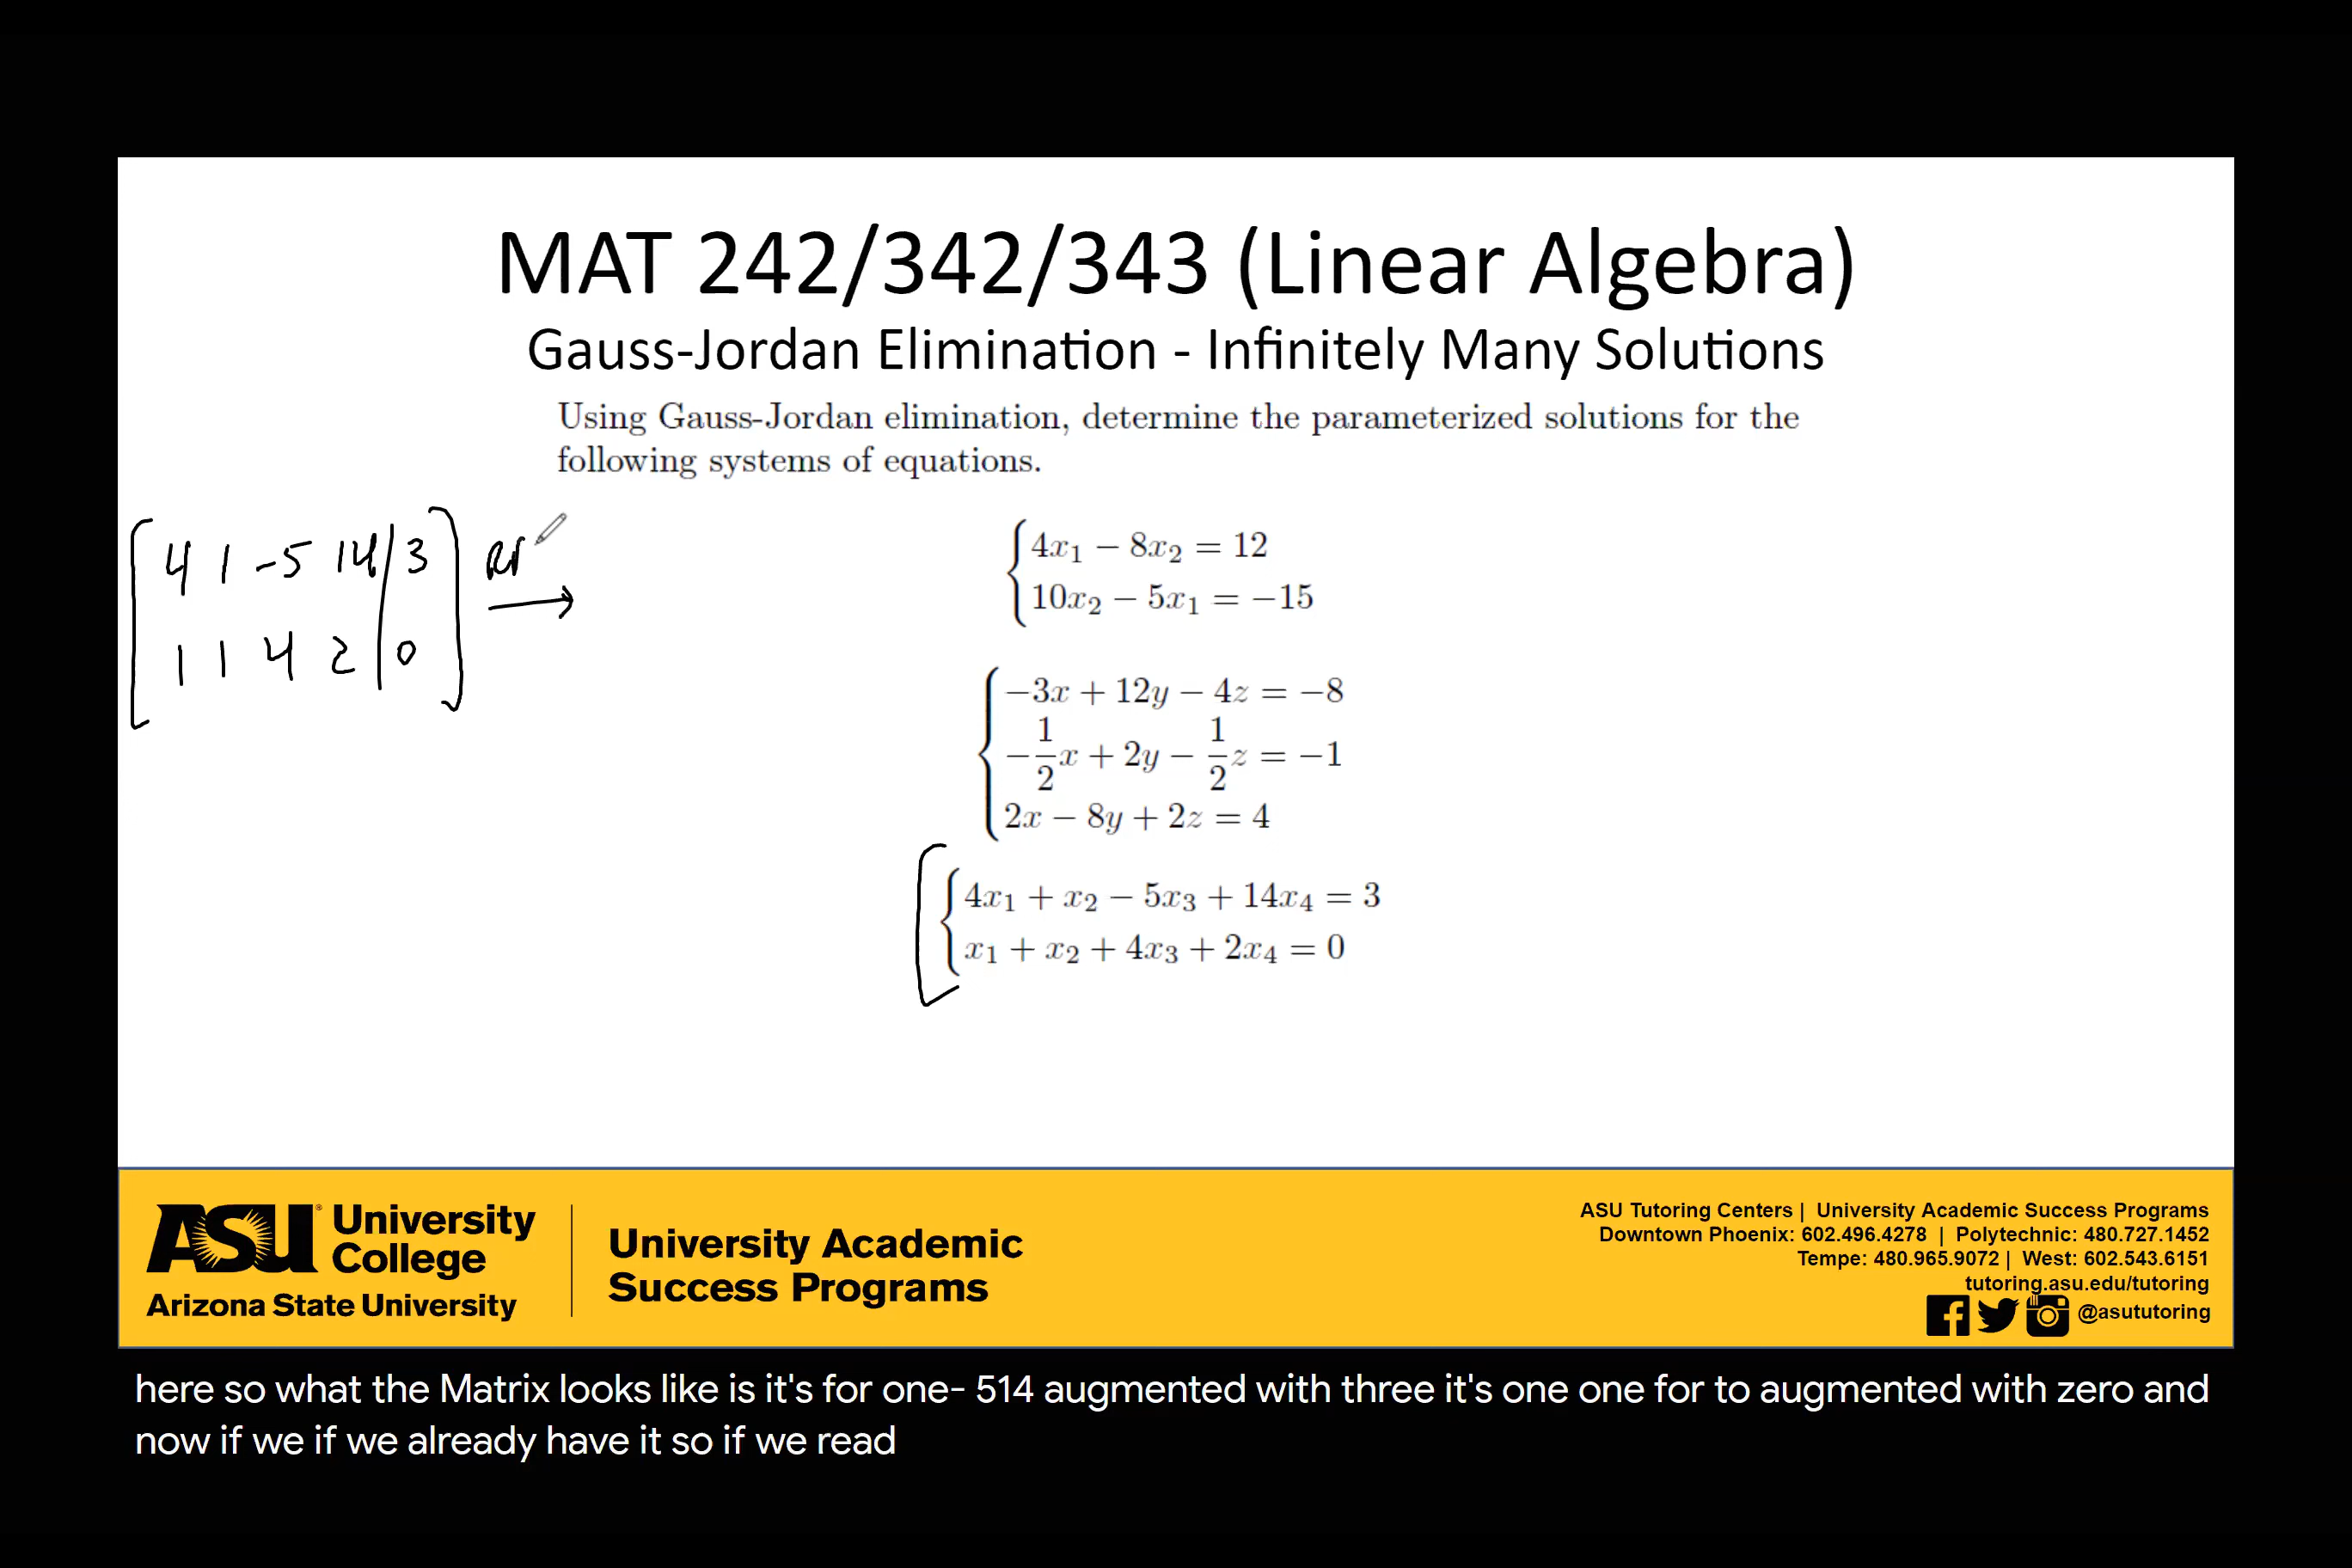 MAT 242/342/343 (Linear Algebra)
Gauss-Jordan Elimination - Infinitely Many Solutions
Using Gauss-Jordan elimination, determine the parameterized solutions for the
following systems of equations.
4 1 -5 14 | 3
1 1 4 2 | 0
4x₁ − 8x₂ = 12
10x₂ − 5x₁ = −15
−3x + 12y − 4z = −8
−1/2x + 2y − 1/2z = −1
2x − 8y + 2z = 4
4x₁ + x₂ − 5x₃ + 14x₄ = 3
x₁ + x₂ + 4x₃ + 2x₄ = 0
ASU® University
College
Arizona State University
University Academic
Success Programs
ASU Tutoring Centers | University Academic Success Programs
Downtown Phoenix: 602.496.4278 | Polytechnic: 480.727.1452
Tempe: 480.965.9072 | West: 602.543.6151
tutoring.asu.edu/tutoring
@asututoring
here so what the Matrix looks like is it's for one- 514 augmented with three it's one one for to augmented with zero and
now if we if we already have it so if we read